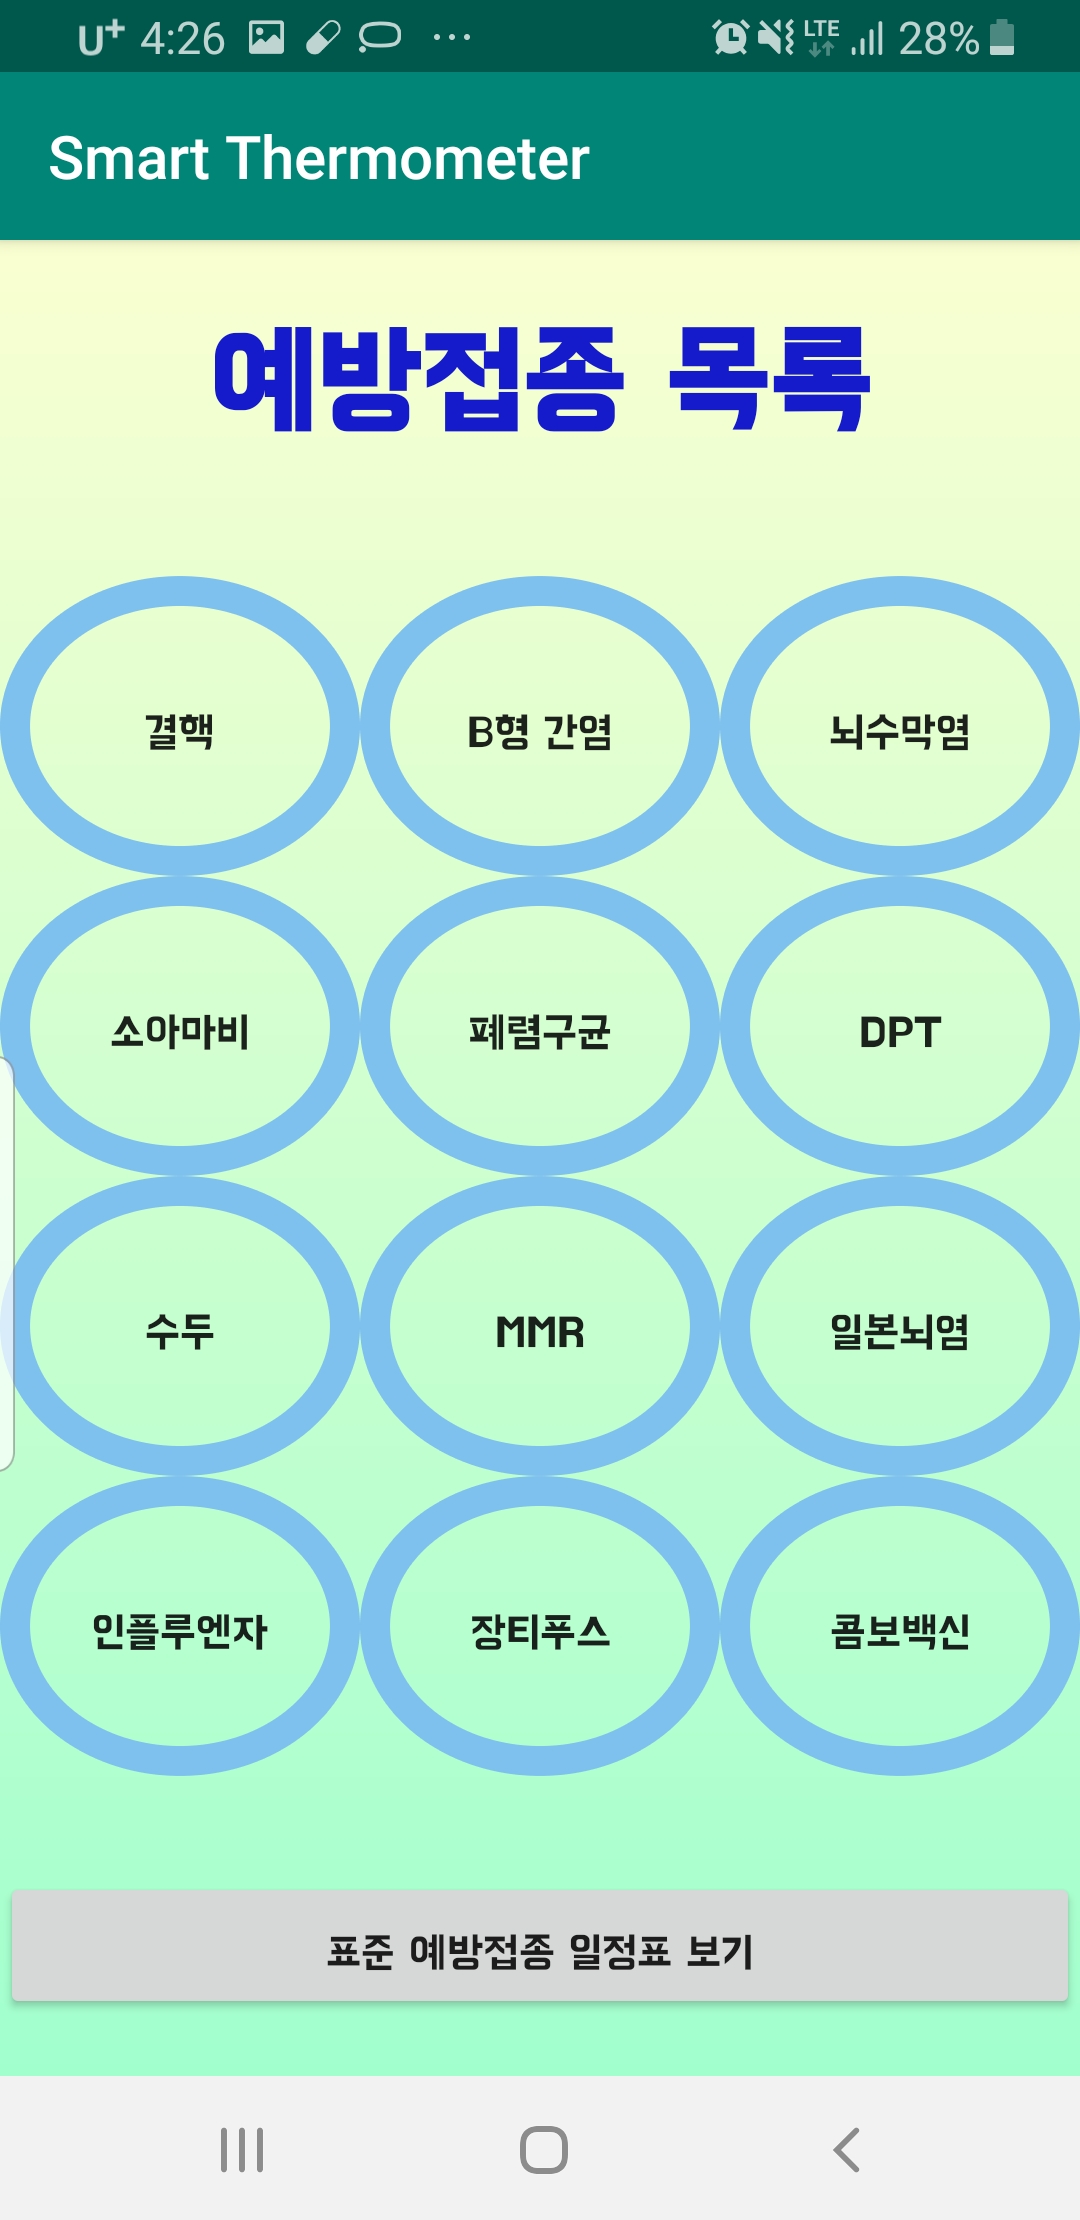 U+ 4:26 LTE 28%
Smart Thermometer
예방접종 목록
결핵 B형 간염 뇌수막염
소아마비 폐렴구균 DPT
수두 MMR 일본뇌염
인플루엔자 장티푸스 콤보백신
표준 예방접종 일정표 보기